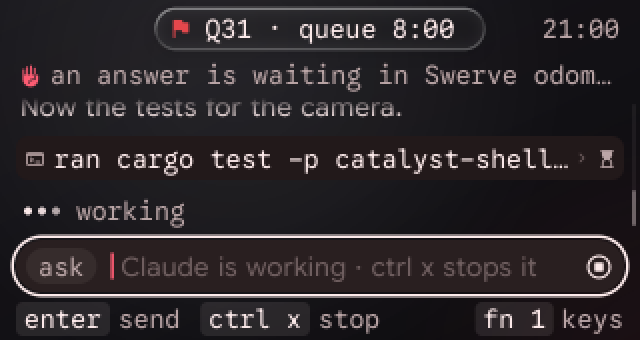 Q31 · queue 8:00 21:00
an answer is waiting in Swerve odom…
Now the tests for the camera.
ran cargo test -p catalyst-shell… ›
working
ask Claude is working · ctrl x stops it
enter send ctrl x stop fn 1 keys